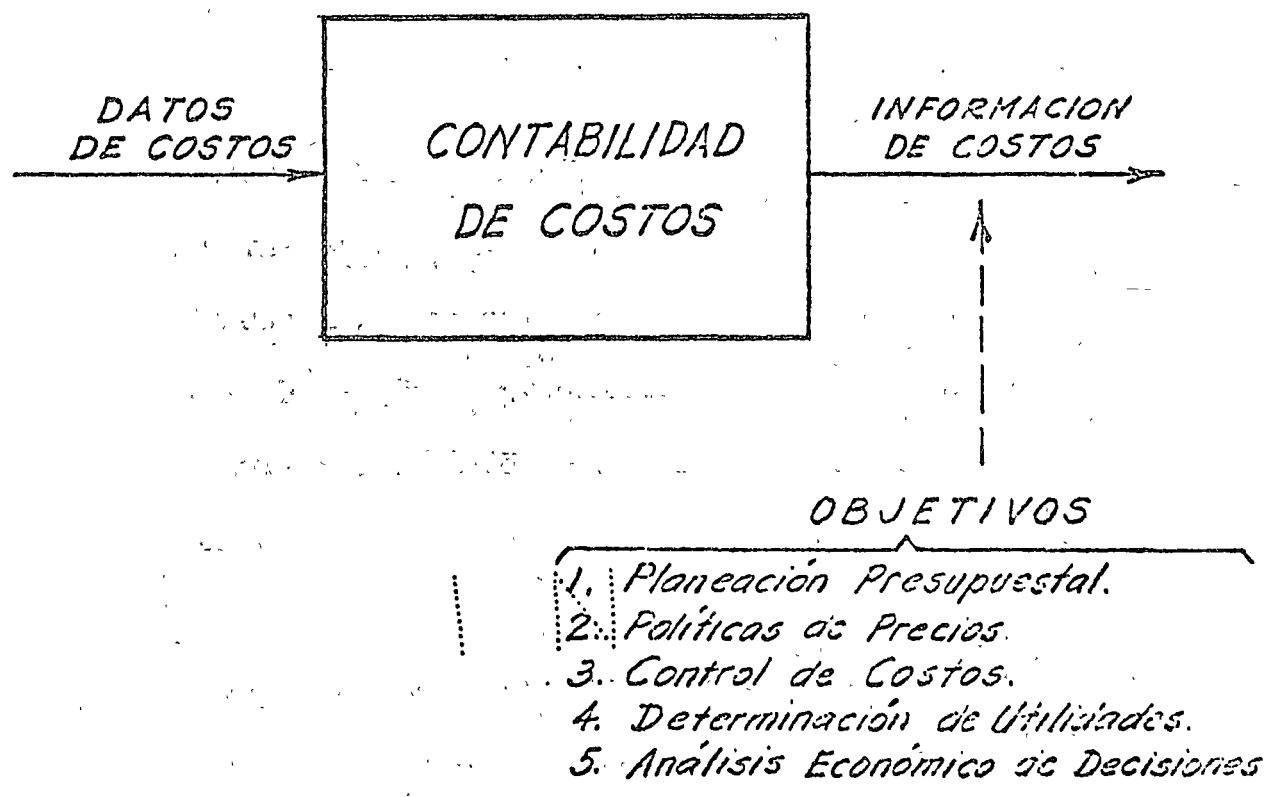 DATOS
DE COSTOS
CONTABILIDAD
DE COSTOS
INFORMACION
DE COSTOS
OBJETIVOS
1. Planeación Presupuestal.
2. Políticas de Precios.
3. Control de Costos.
4. Determinación de Utilidades.
5. Análisis Económico de Decisiones